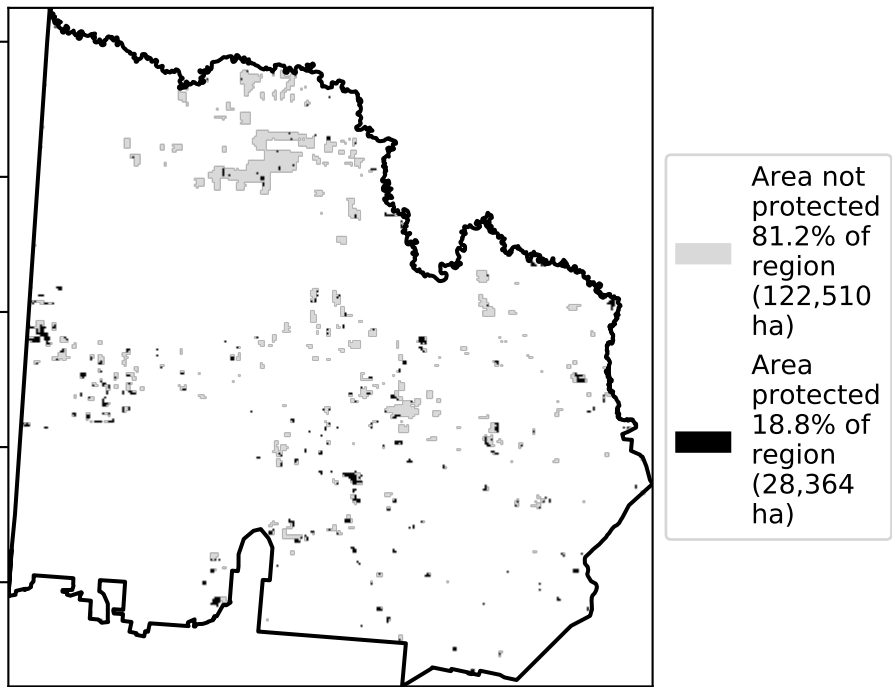 Area not
protected
81.2% of
region
(122,510
ha)
Area
protected
18.8% of
region
(28,364
ha)